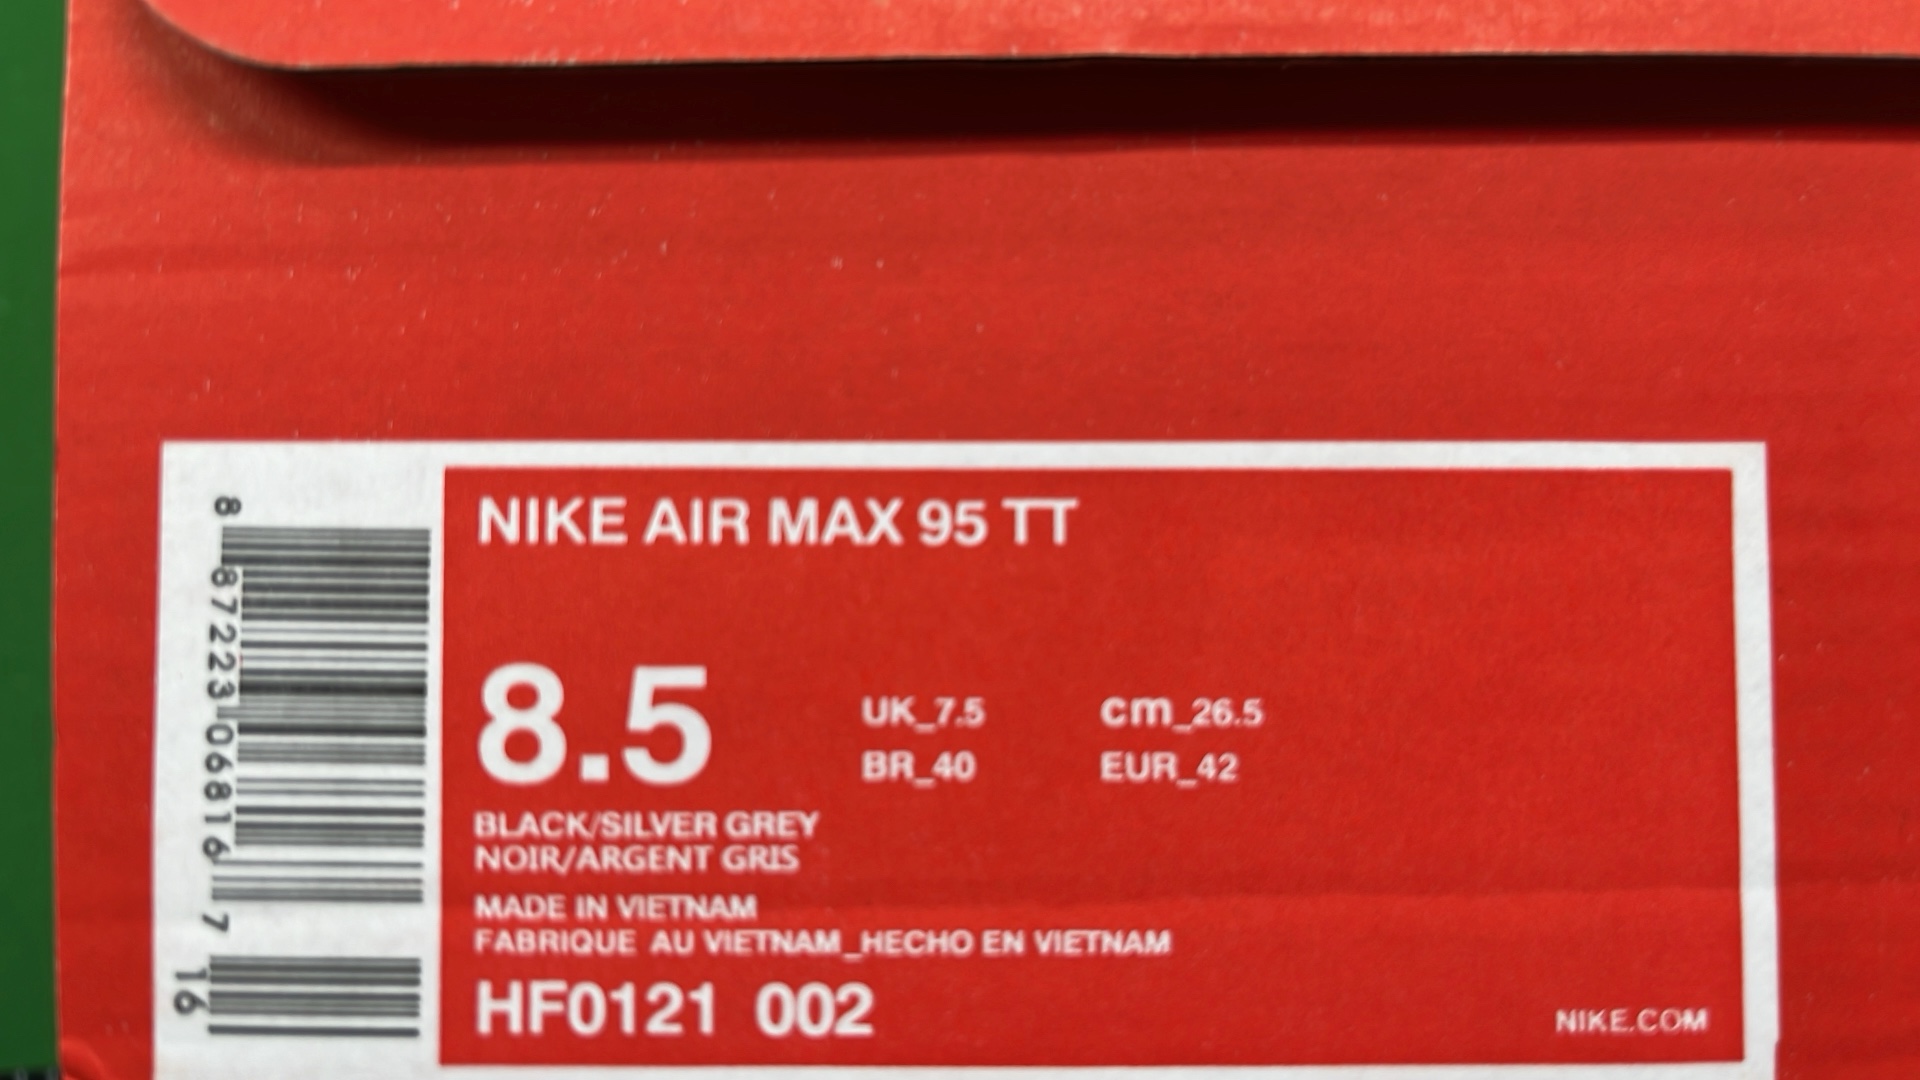 8 87223 06816 7
16
NIKE AIR MAX 95 TT
8.5
UK_7.5 cm_26.5
BR_40 EUR_42
BLACK/SILVER GREY
NOIR/ARGENT GRIS
MADE IN VIETNAM
FABRIQUE AU VIETNAM_HECHO EN VIETNAM
HF0121 002
NIKE.COM